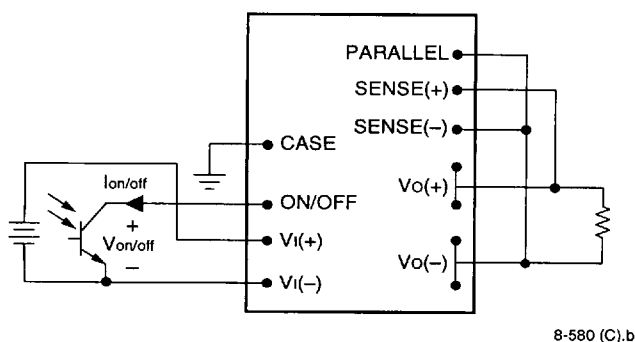 PARALLEL
SENSE(+)
SENSE(–)
CASE
VO(+)
Ion/off
ON/OFF
+
Von/off
VI(+)
–
VO(–)
VI(–)
8-580 (C).b